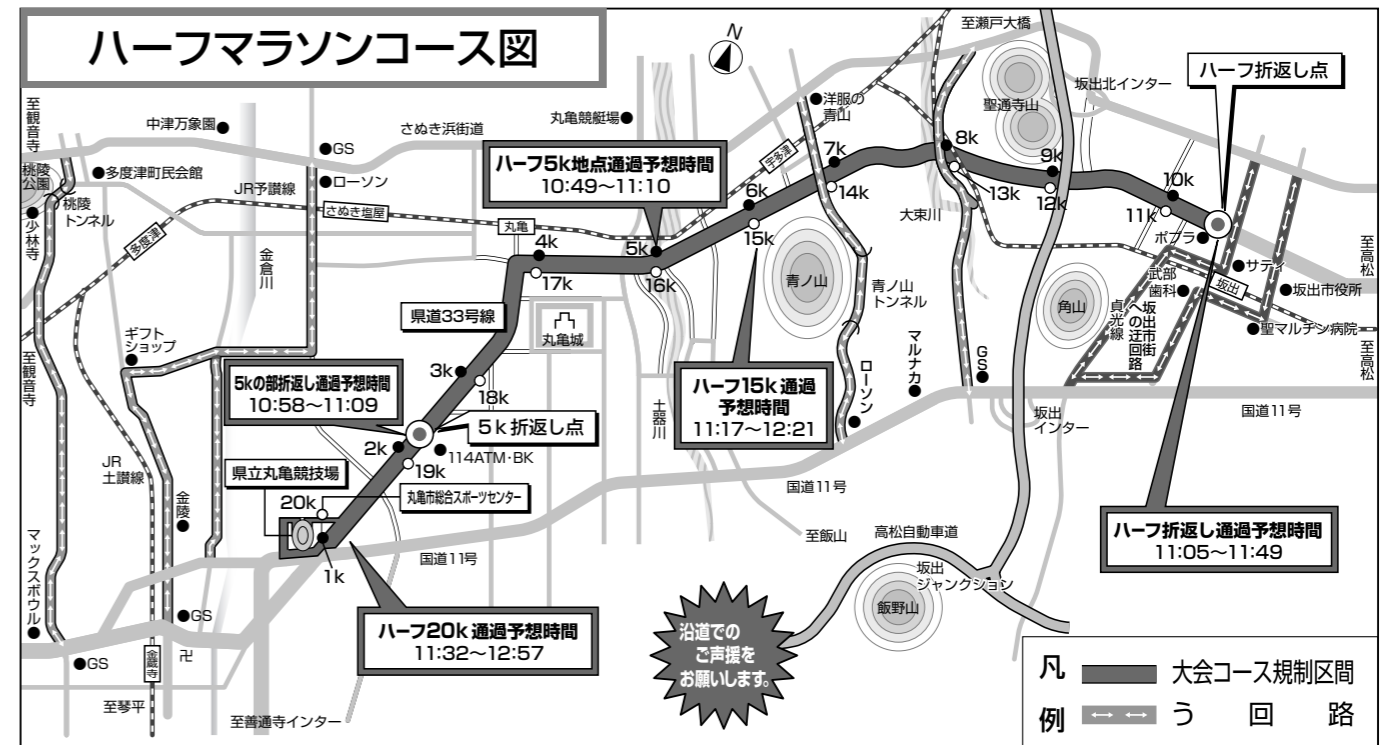 ハーフマラソンコース図
N
至瀬戸大橋
坂出北インター
ハーフ折返し点
聖通寺山
至観音寺
中津万象園
GS
さぬき浜街道
丸亀競艇場
洋服の
青山
桃陵
公園
多度津町民会館
ローソン
ハーフ5k地点通過予想時間
10:49〜11:10
宇多津
7k
8k
9k
10k
桃陵
トンネル
JR予讃線
さぬき塩屋
6k
14k
13k
12k
11k
少林寺
多度津
金倉川
丸亀
4k
5k
15k
大束川
ポプラ
至高松
17k
16k
青ノ山
青ノ山
トンネル
角山
武部
歯科
サティ
坂出
坂出市役所
聖マルチン病院
至高松
貞光線
坂出市街
への迂回路
県道33号線
丸亀城
ギフト
ショップ
至観音寺
5kの部折返し通過予想時間
10:58〜11:09
3k
18k
土器川
ハーフ15k通過
予想時間
11:17〜12:21
ローソン
マルナカ
GS
国道11号
坂出
インター
5k折返し点
2k
114ATM・BK
19k
JR
土讃線
金陵
県立丸亀競技場
20k
丸亀市総合スポーツセンター
国道11号
至飯山
高松自動車道
ハーフ折返し通過予想時間
11:05〜11:49
マックスボウル
1k
国道11号
坂出
ジャンクション
飯野山
GS
GS
卍
金蔵寺
ハーフ20k通過予想時間
11:32〜12:57
沿道での
ご声援を
お願いします。
至琴平
至善通寺インター
凡例
大会コース規制区間
う回路